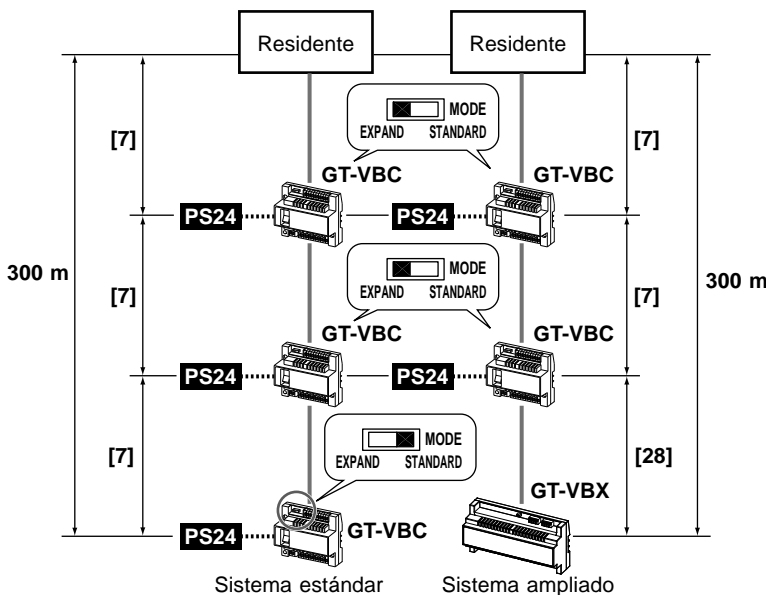 Residente Residente
MODE
[7] [7]
EXPAND STANDARD
GT-VBC GT-VBC
PS24 PS24
MODE
300 m [7] EXPAND STANDARD [7] 300 m
GT-VBC GT-VBC
PS24 PS24
MODE
[7] EXPAND STANDARD [28]
GT-VBX
PS24 GT-VBC
Sistema estándar Sistema ampliado